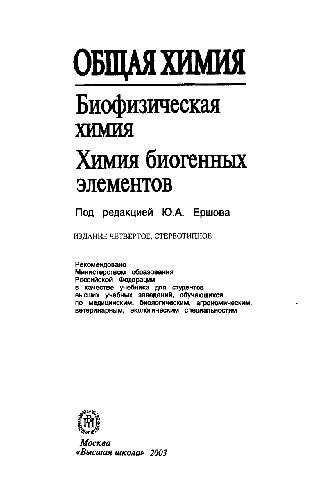 ОБЩАЯ ХИМИЯ
Биофизическая
химия
Химия биогенных
элементов
Под редакцией Ю.А. Ершова
ИЗДАНИЕ ЧЕТВЕРТОЕ, СТЕРЕОТИПНОЕ
Рекомендовано
Министерством образования
Российской Федерации
в качестве учебника для студентов
высших учебных заведений, обучающихся
по медицинским, биологическим, агрономическим,
ветеринарным, экологическим специальностям
Москва
«Высшая школа» 2003